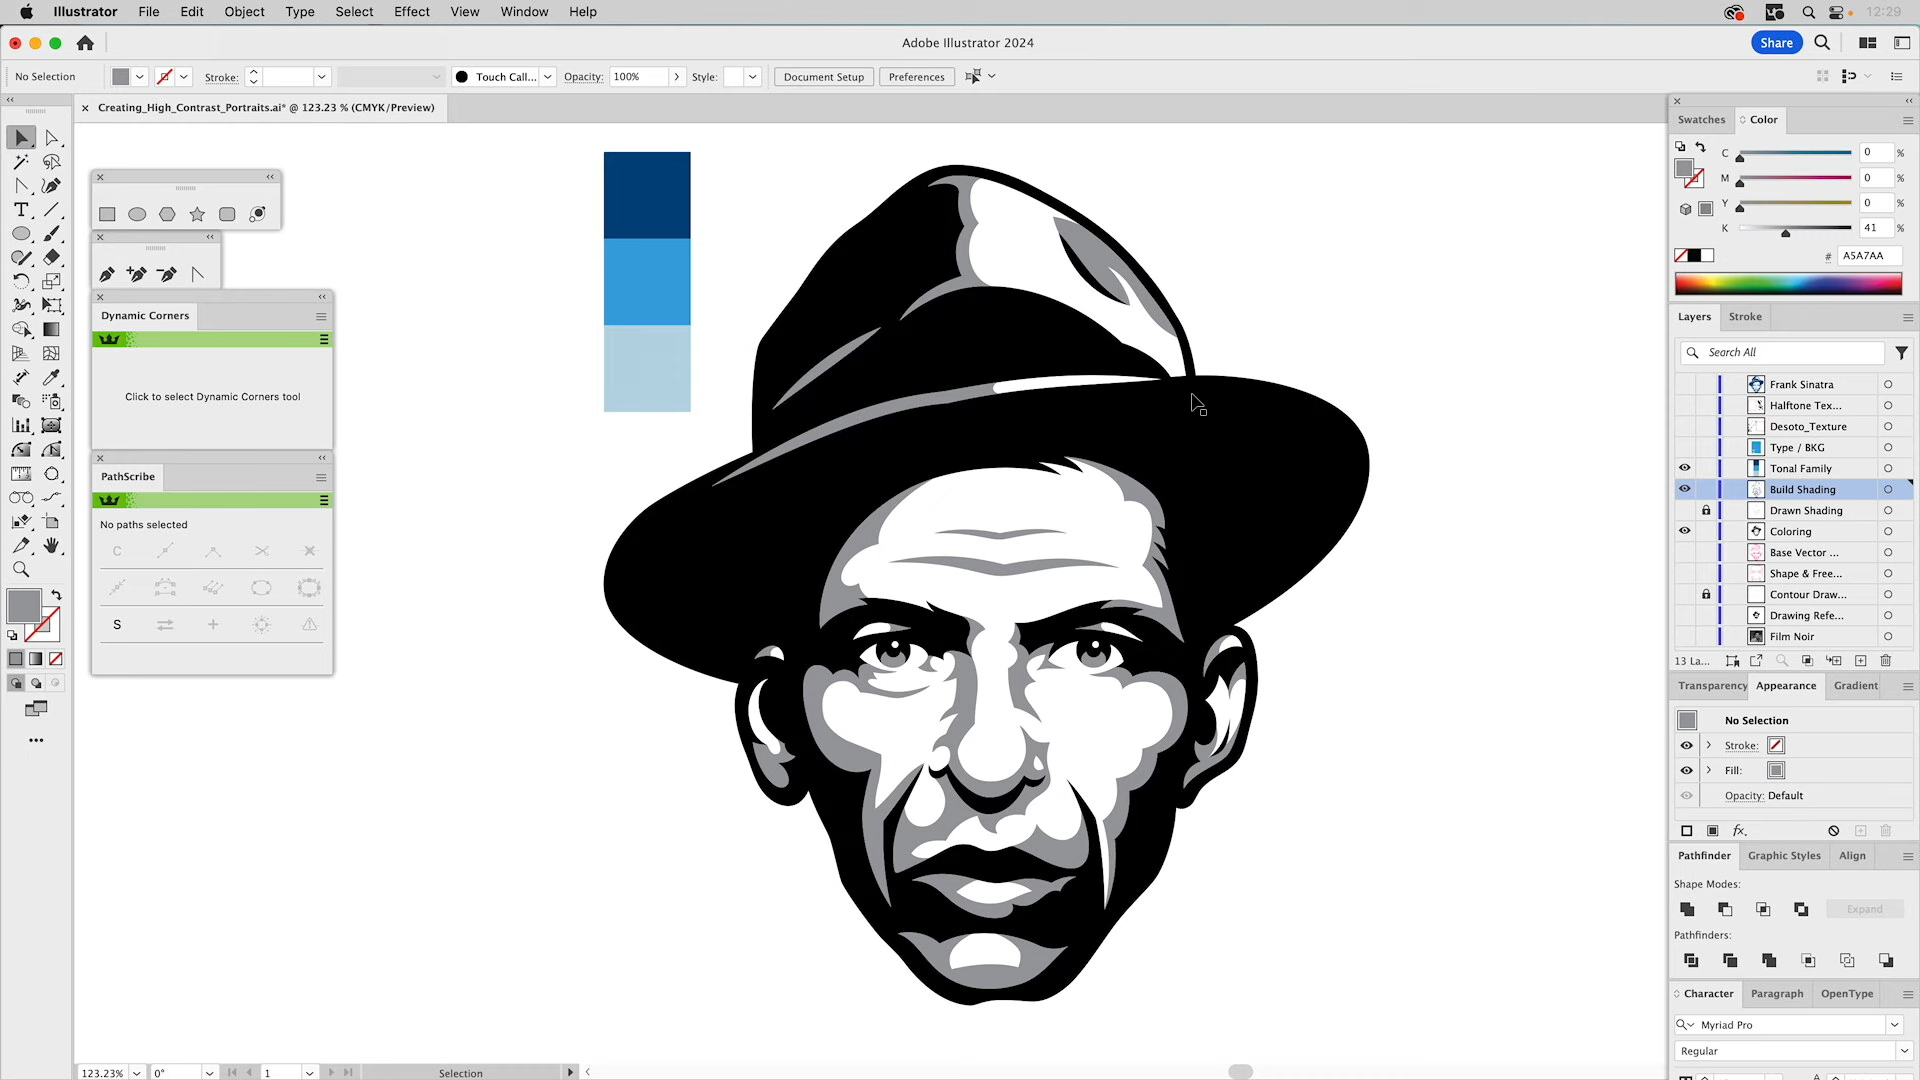 Illustrator File Edit Object Type Select Effect View Window Help 12:29
Adobe Illustrator 2024 Share
No Selection Stroke: Touch Call... Opacity: 100% Style: Document Setup Preferences
× Creating_High_Contrast_Portraits.ai* @ 123.23 % (CMYK/Preview)
Dynamic Corners
Click to select Dynamic Corners tool
PathScribe
No paths selected
C
S
Swatches Color
C 0 %
M 0 %
Y 0 %
K 41 %
# A5A7AA
Layers Stroke
Search All
Frank Sinatra
Halftone Tex...
Desoto_Texture
Type / BKG
Tonal Family
Build Shading
Drawn Shading
Coloring
Base Vector ...
Shape & Free...
Contour Draw...
Drawing Refe...
Film Noir
13 La...
Transparency Appearance Gradient
No Selection
Stroke:
Fill:
Opacity: Default
fx.
Pathfinder Graphic Styles Align
Shape Modes:
Expand
Pathfinders:
Character Paragraph OpenType
Myriad Pro
Regular
123.23% 0° 1 Selection